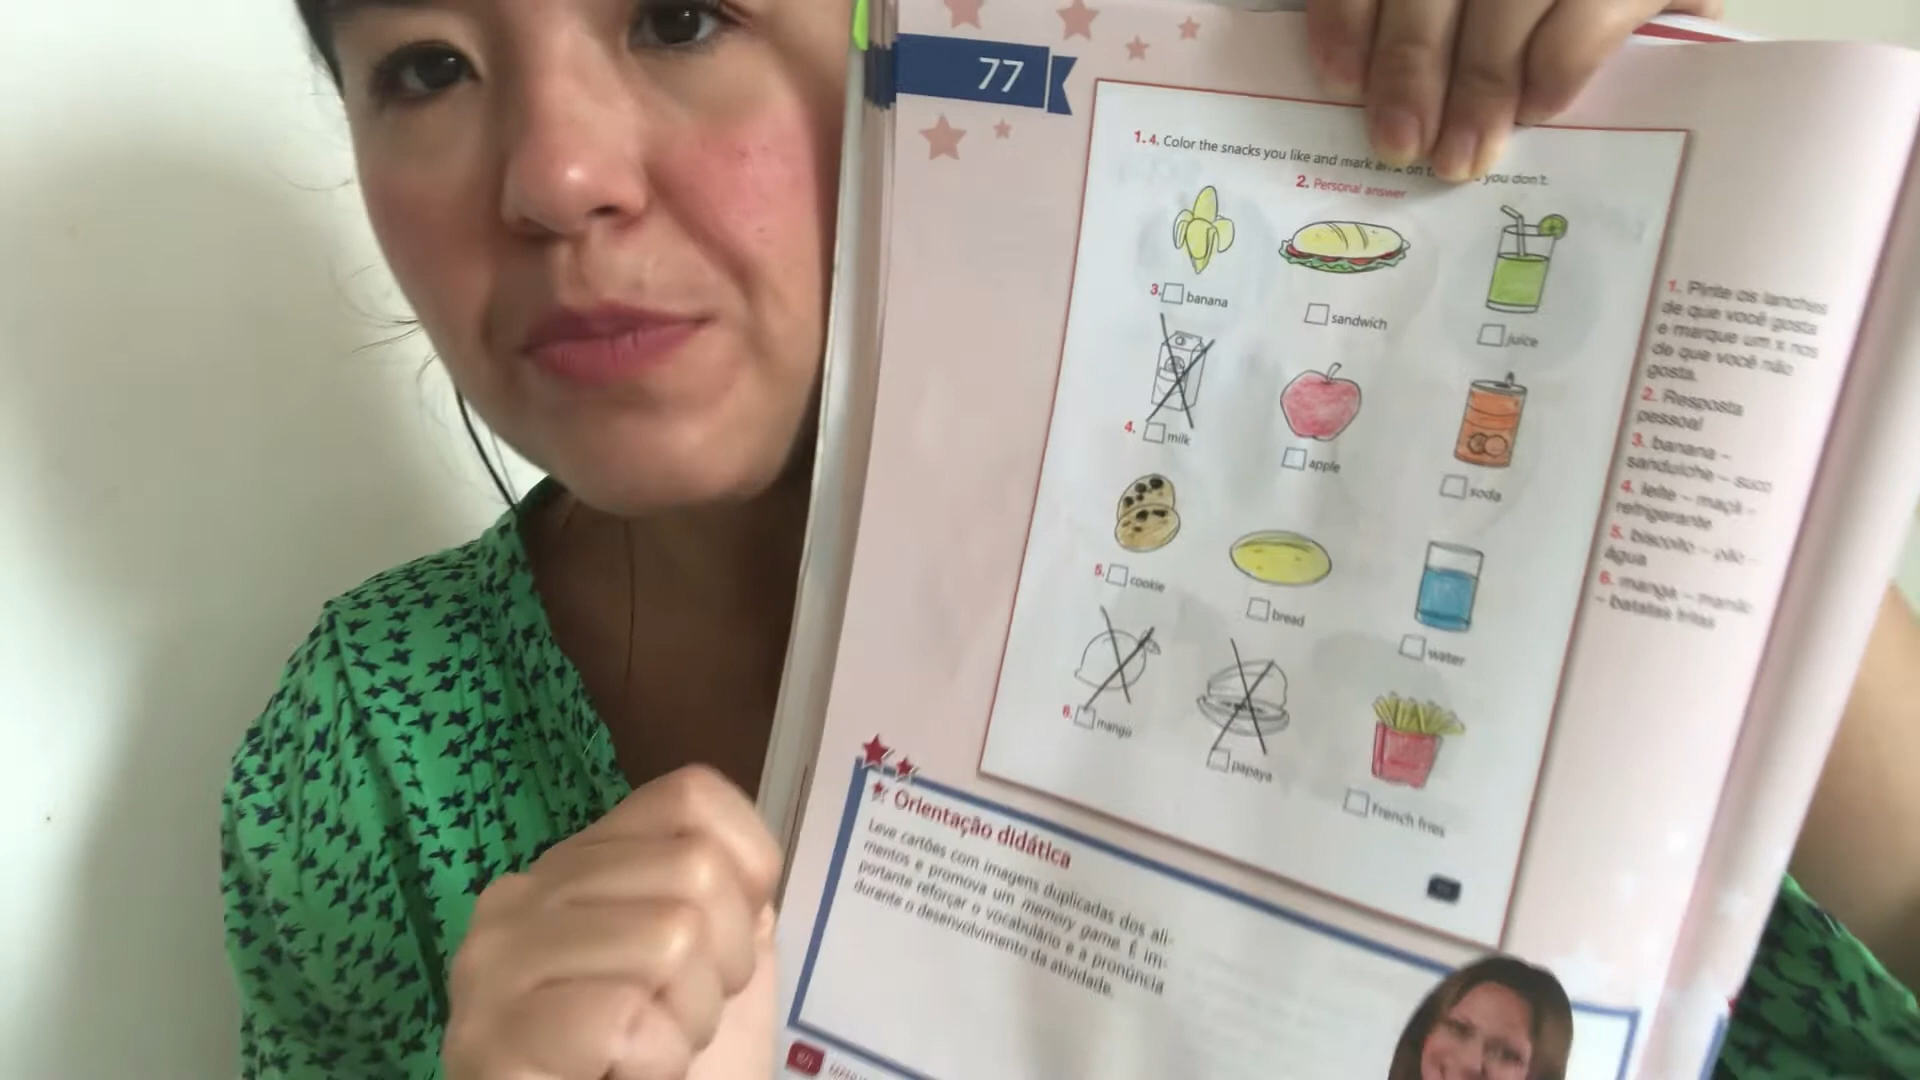 77
1.4. Color the snacks you like and mark an x on t you don't.
2. Personal answer
3. banana
sandwich
juice
4. milk
apple
soda
5. cookie
bread
water
6. mango
papaya
French fries
1. Pinte os lanches
de que você gosta
e marque um x nos
de que você não
gosta.
2. Resposta
pessoal
3. banana –
sanduíche – suco
4. leite – maçã –
refrigerante
5. biscoito – pão –
água
6. manga – mamão
– batatas fritas
Orientação didática
Leve cartões com imagens duplicadas dos ali-
mentos e promova um memory game. É im-
portante reforçar o vocabulário e a pronúncia
durante o desenvolvimento da atividade.